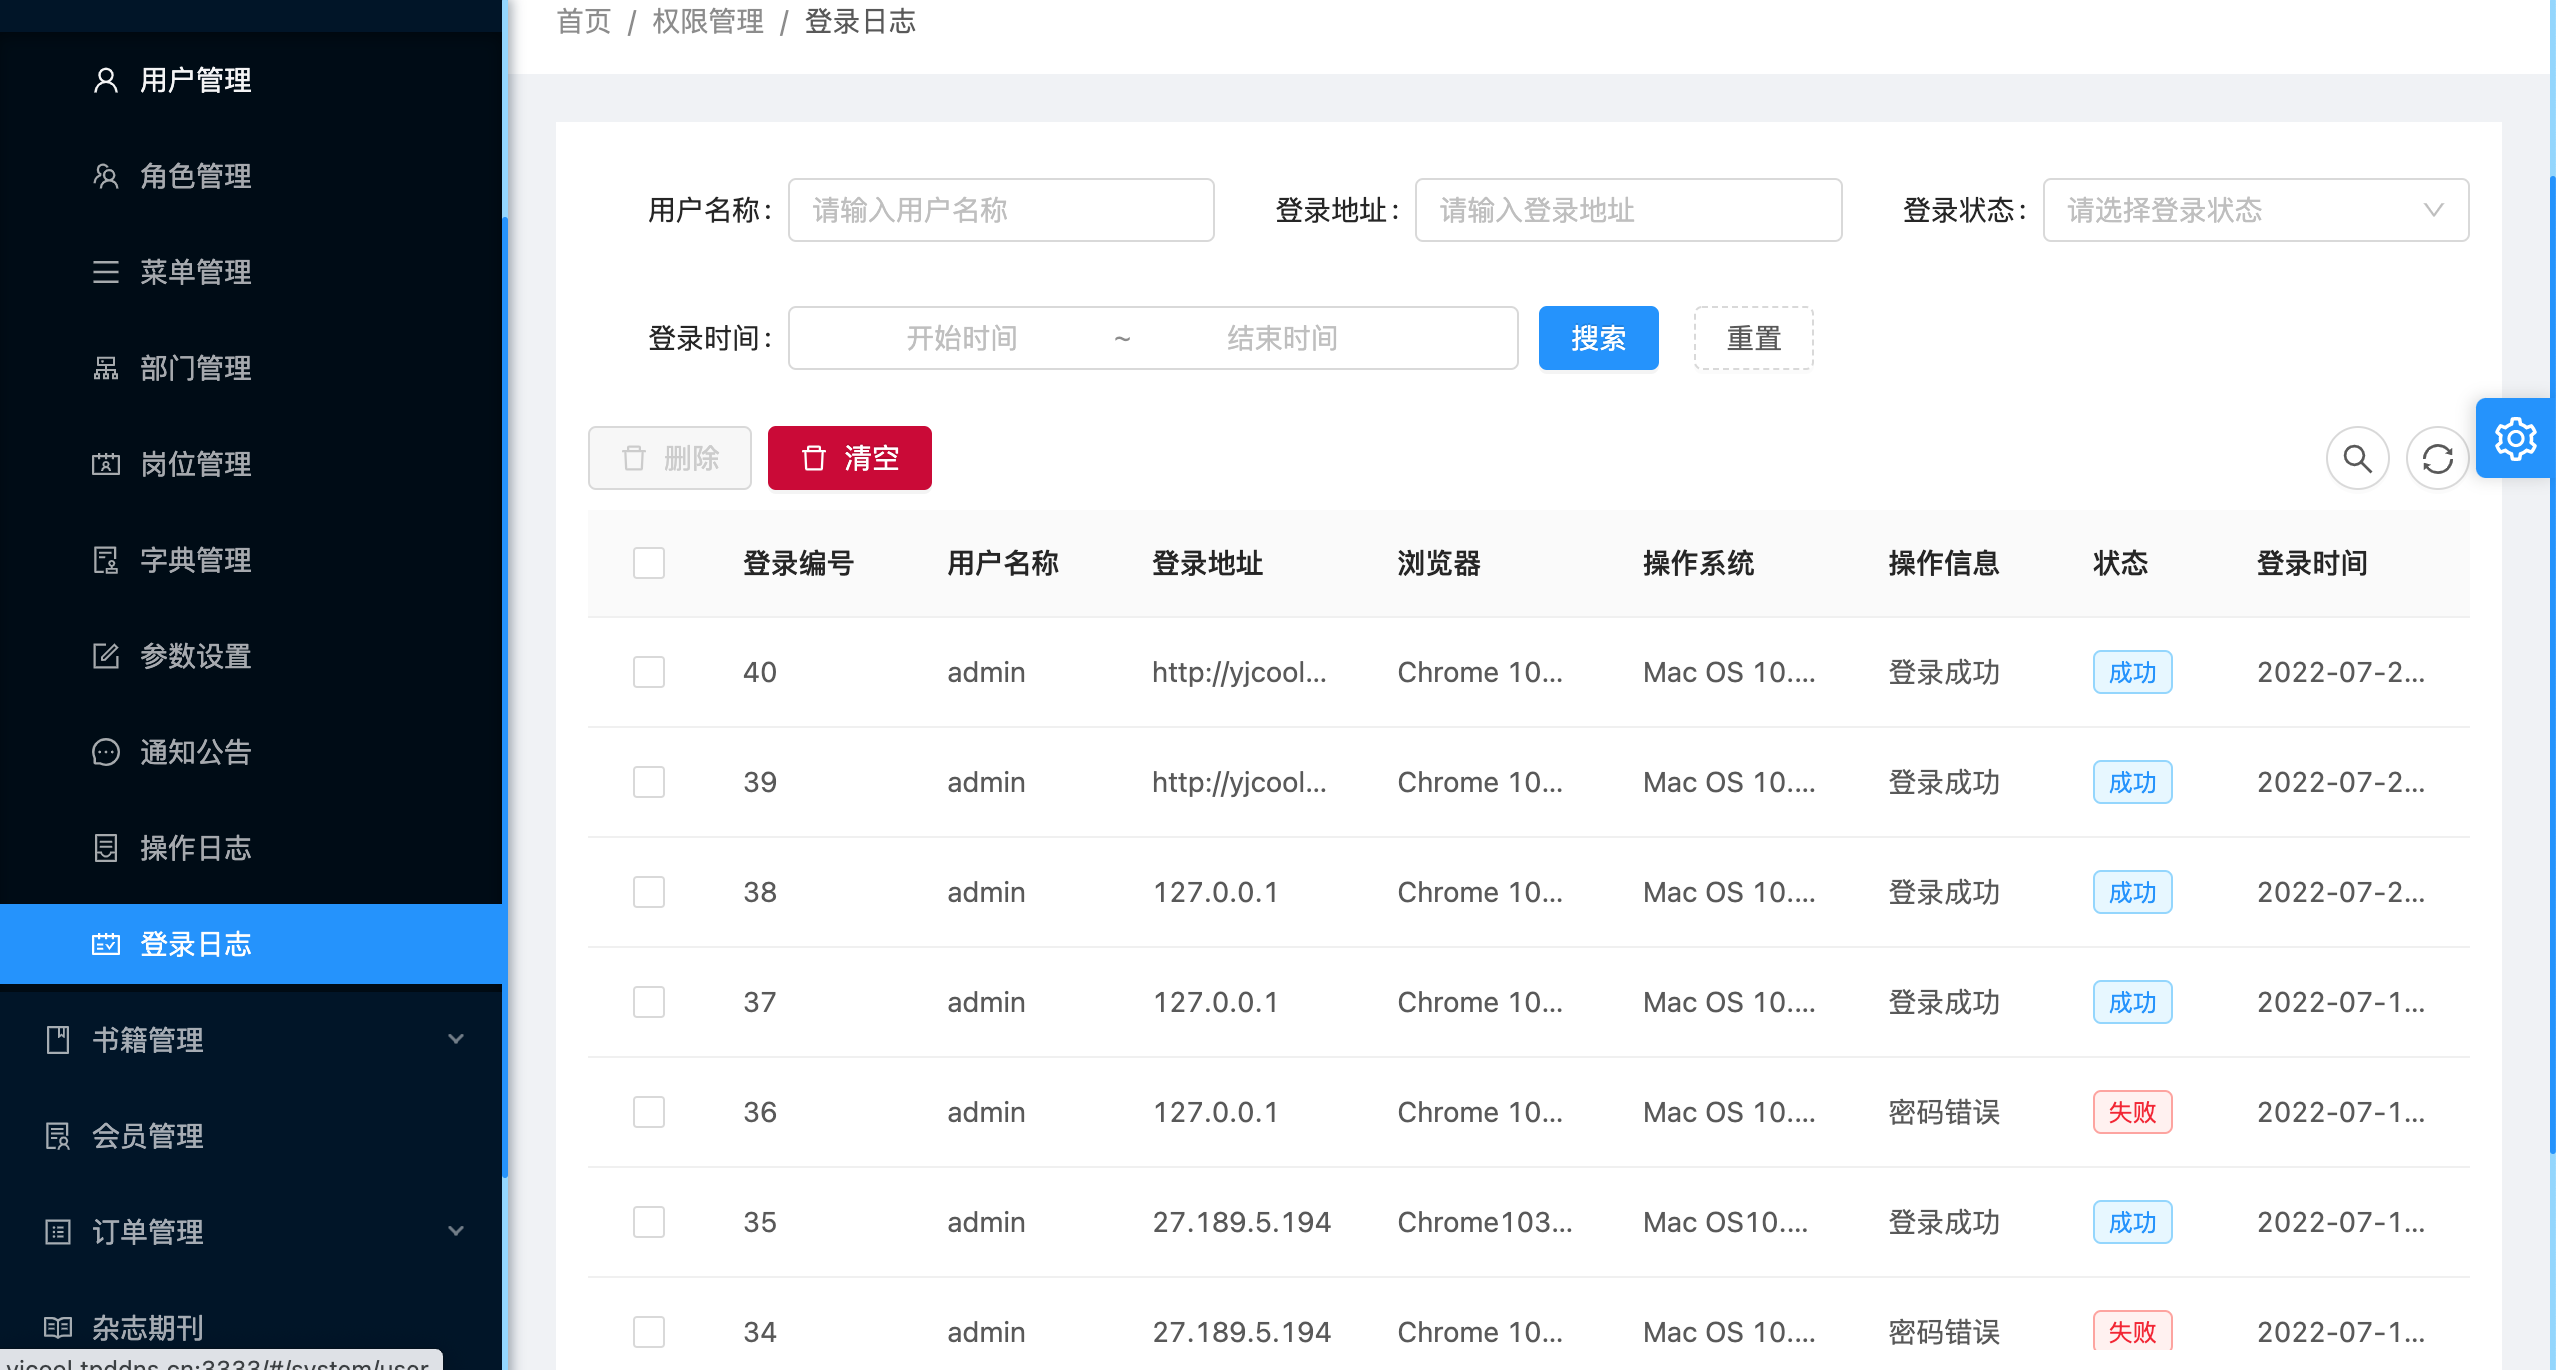 首页 / 权限管理 / 登录日志
用户管理
角色管理
菜单管理
部门管理
岗位管理
字典管理
参数设置
通知公告
操作日志
登录日志
书籍管理
会员管理
订单管理
杂志期刊
用户名称: 请输入用户名称 登录地址: 请输入登录地址 登录状态: 请选择登录状态
登录时间: 开始时间 ~ 结束时间 搜索 重置
删除 清空
登录编号 用户名称 登录地址 浏览器 操作系统 操作信息 状态 登录时间
40 admin http://yjcool... Chrome 10... Mac OS 10.... 登录成功 成功 2022-07-2...
39 admin http://yjcool... Chrome 10... Mac OS 10.... 登录成功 成功 2022-07-2...
38 admin 127.0.0.1 Chrome 10... Mac OS 10.... 登录成功 成功 2022-07-2...
37 admin 127.0.0.1 Chrome 10... Mac OS 10.... 登录成功 成功 2022-07-1...
36 admin 127.0.0.1 Chrome 10... Mac OS 10.... 密码错误 失败 2022-07-1...
35 admin 27.189.5.194 Chrome103... Mac OS10.... 登录成功 成功 2022-07-1...
34 admin 27.189.5.194 Chrome 10... Mac OS 10.... 密码错误 失败 2022-07-1...